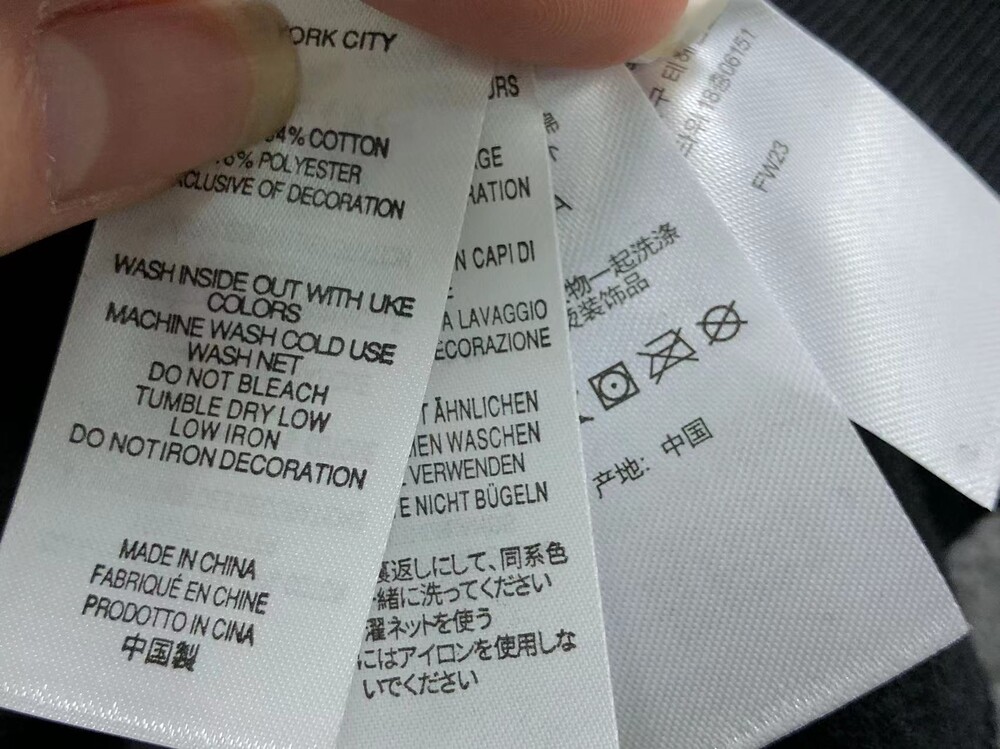 YORK CITY
4% COTTON
6% POLYESTER
XCLUSIVE OF DECORATION
WASH INSIDE OUT WITH LIKE
COLORS
MACHINE WASH COLD USE
WASH NET
DO NOT BLEACH
TUMBLE DRY LOW
LOW IRON
DO NOT IRON DECORATION
MADE IN CHINA
FABRIQUÉ EN CHINE
PRODOTTO IN CINA
中国製
URS
GE
RATION
N CAPI DI
A LAVAGGIO
ECORAZIONE
T ÄHNLICHEN
EN WASCHEN
VERWENDEN
E NICHT BÜGELN
裏返しにして、同系色
緒に洗ってください
濯ネットを使う
にはアイロンを使用しな
いでください
物一起洗涤
装饰品
产地: 中国
FW23